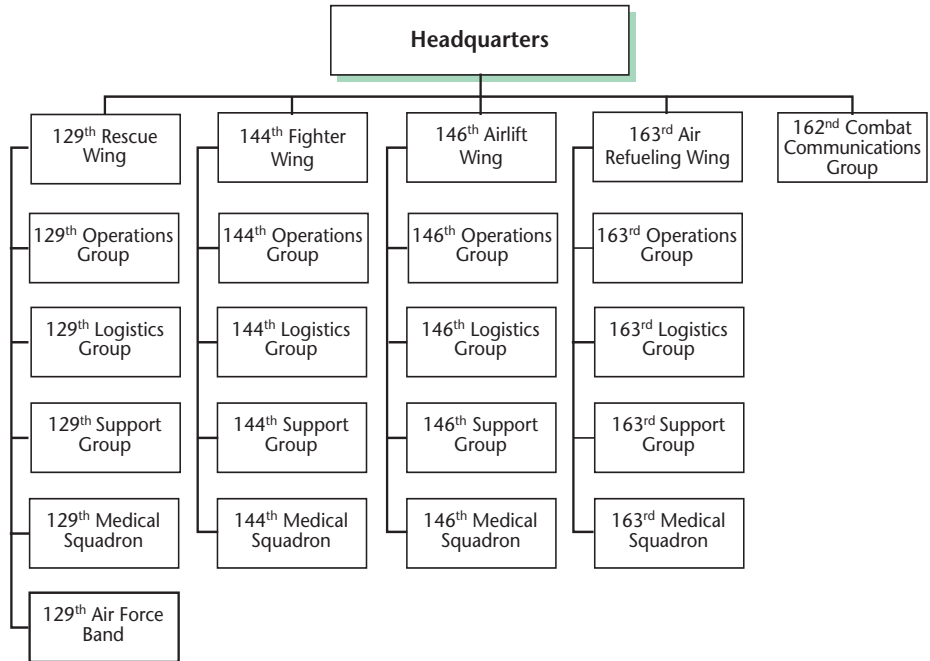 Headquarters
129th Rescue
Wing
144th Fighter
Wing
146th Airlift
Wing
163rd Air
Refueling Wing
162nd Combat
Communications
Group
129th Operations
Group
144th Operations
Group
146th Operations
Group
163rd Operations
Group
129th Logistics
Group
144th Logistics
Group
146th Logistics
Group
163rd Logistics
Group
129th Support
Group
144th Support
Group
146th Support
Group
163rd Support
Group
129th Medical
Squadron
144th Medical
Squadron
146th Medical
Squadron
163rd Medical
Squadron
129th Air Force
Band